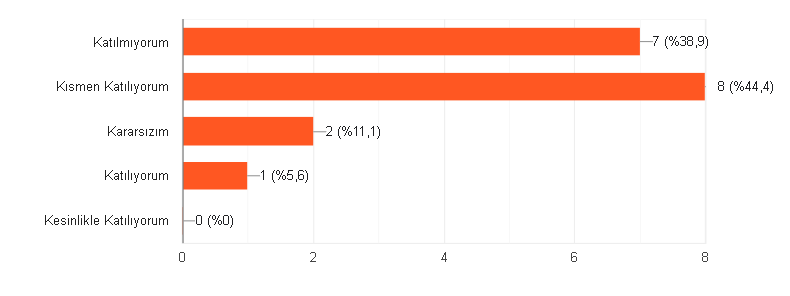 Katılmıyorum 7 (%38,9)
Kısmen Katılıyorum 8 (%44,4)
Kararsızım 2 (%11,1)
Katılıyorum 1 (%5,6)
Kesinlikle Katılıyorum 0 (%0)
0 2 4 6 8